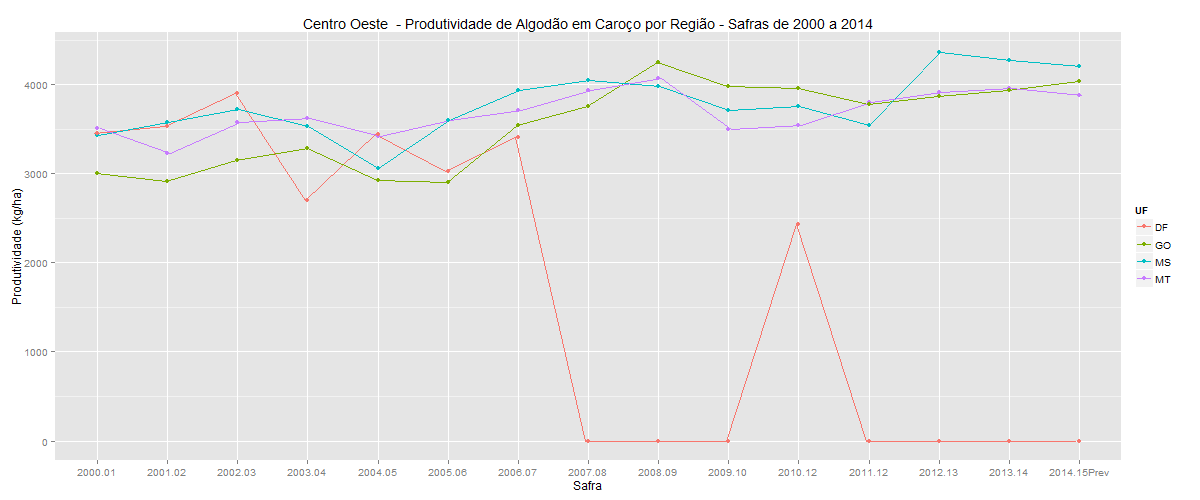 Centro Oeste - Produtividade de Algodão em Caroço por Região - Safras de 2000 a 2014
Produtividade (kg/ha)
4000
3000
2000
1000
0
2000.01 2001.02 2002.03 2003.04 2004.05 2005.06 2006.07 2007.08 2008.09 2009.10 2010.12 2011.12 2012.13 2013.14 2014.15Prev
Safra
UF
DF
GO
MS
MT